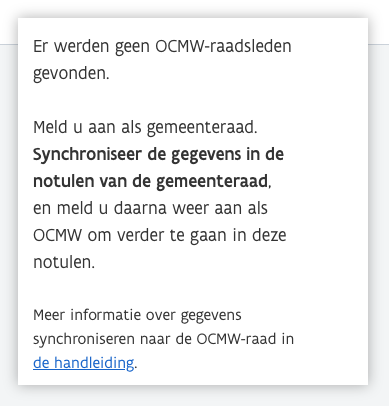 Er werden geen OCMW-raadsleden
gevonden.
Meld u aan als gemeenteraad.
Synchroniseer de gegevens in de
notulen van de gemeenteraad,
en meld u daarna weer aan als
OCMW om verder te gaan in deze
notulen.
Meer informatie over gegevens
synchroniseren naar de OCMW-raad in
de handleiding.